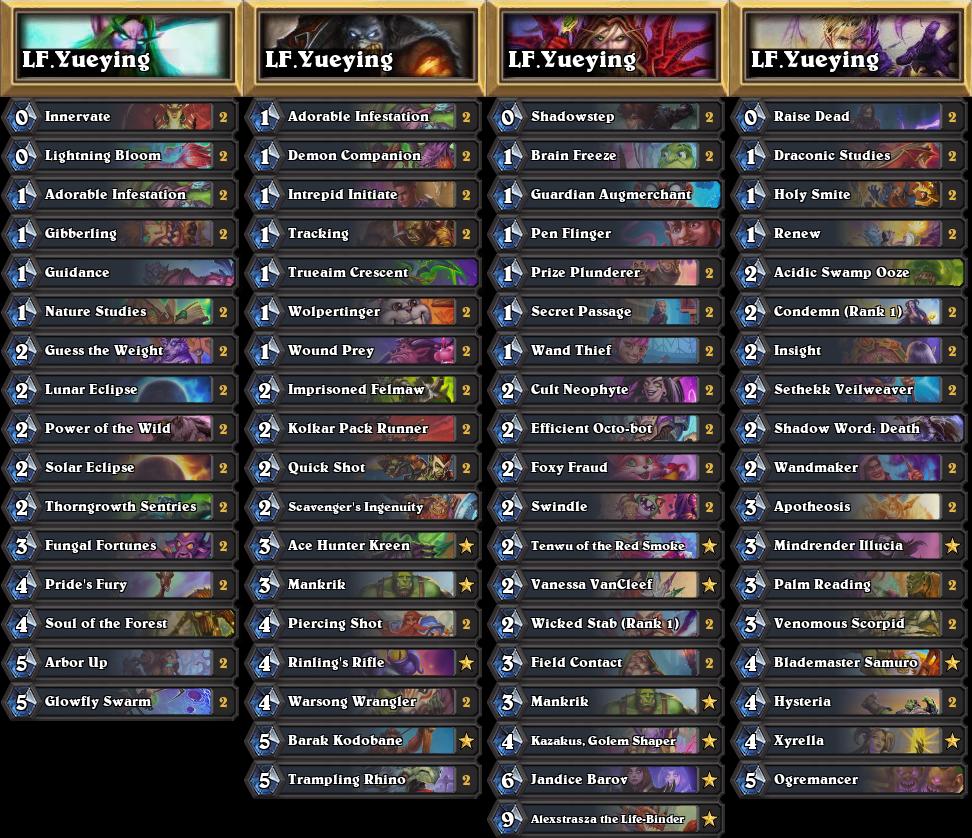 LF.Yueying
0 Innervate 2
0 Lightning Bloom 2
1 Adorable Infestation 2
1 Gibberling 2
1 Guidance
1 Nature Studies 2
2 Guess the Weight 2
2 Lunar Eclipse 2
2 Power of the Wild 2
2 Solar Eclipse 2
2 Thorngrowth Sentries 2
3 Fungal Fortunes 2
4 Pride's Fury 2
4 Soul of the Forest
5 Arbor Up 2
5 Glowfly Swarm 2
LF.Yueying
1 Adorable Infestation 2
1 Demon Companion 2
1 Intrepid Initiate 2
1 Tracking 2
1 Trueaim Crescent
1 Wolpertinger 2
1 Wound Prey 2
2 Imprisoned Felmaw 2
2 Kolkar Pack Runner 2
2 Quick Shot 2
2 Scavenger's Ingenuity
3 Ace Hunter Kreen
3 Mankrik
4 Piercing Shot 2
4 Rinling's Rifle
4 Warsong Wrangler 2
5 Barak Kodobane
5 Trampling Rhino 2
LF.Yueying
0 Shadowstep 2
1 Brain Freeze 2
1 Guardian Augmerchant
1 Pen Flinger
1 Prize Plunderer 2
1 Secret Passage 2
1 Wand Thief 2
2 Cult Neophyte 2
2 Efficient Octo-bot 2
2 Foxy Fraud 2
2 Swindle 2
2 Tenwu of the Red Smoke
2 Vanessa VanCleef
2 Wicked Stab (Rank 1) 2
3 Field Contact 2
3 Mankrik
4 Kazakus, Golem Shaper
6 Jandice Barov
9 Alexstrasza the Life-Binder
LF.Yueying
0 Raise Dead 2
1 Draconic Studies 2
1 Holy Smite 2
1 Renew 2
2 Acidic Swamp Ooze
2 Condemn (Rank 1) 2
2 Insight 2
2 Sethekk Veilweaver 2
2 Shadow Word: Death
2 Wandmaker 2
3 Apotheosis 2
3 Mindrender Illucia
3 Palm Reading 2
3 Venomous Scorpid 2
4 Blademaster Samuro
4 Hysteria 2
4 Xyrella
5 Ogremancer